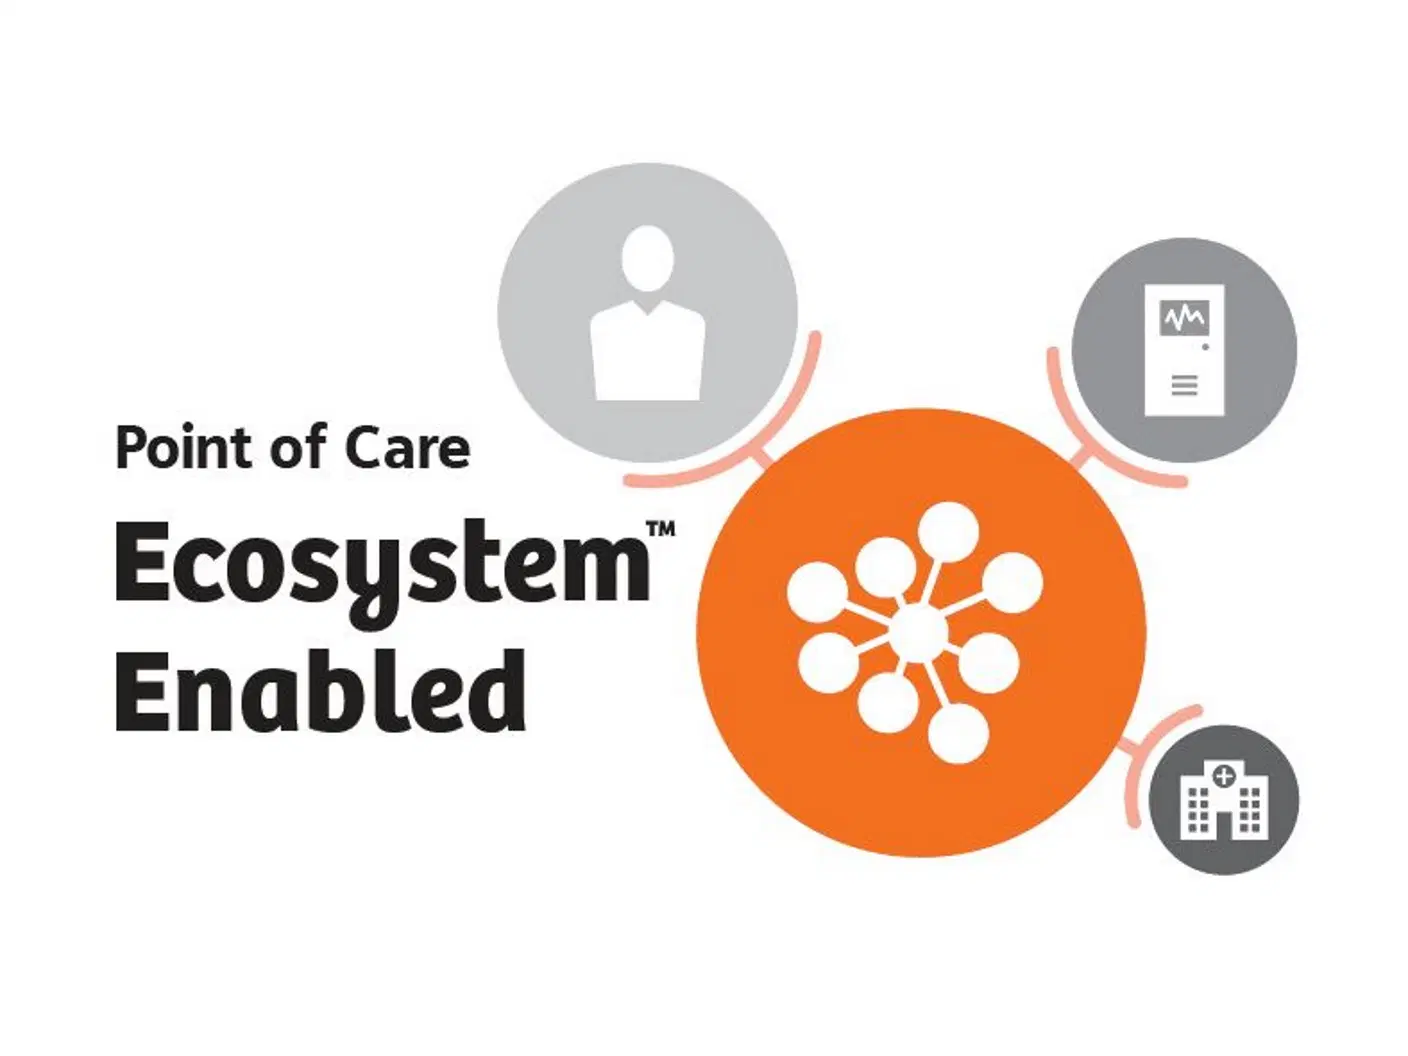 Point of Care
Ecosystem™
Enabled